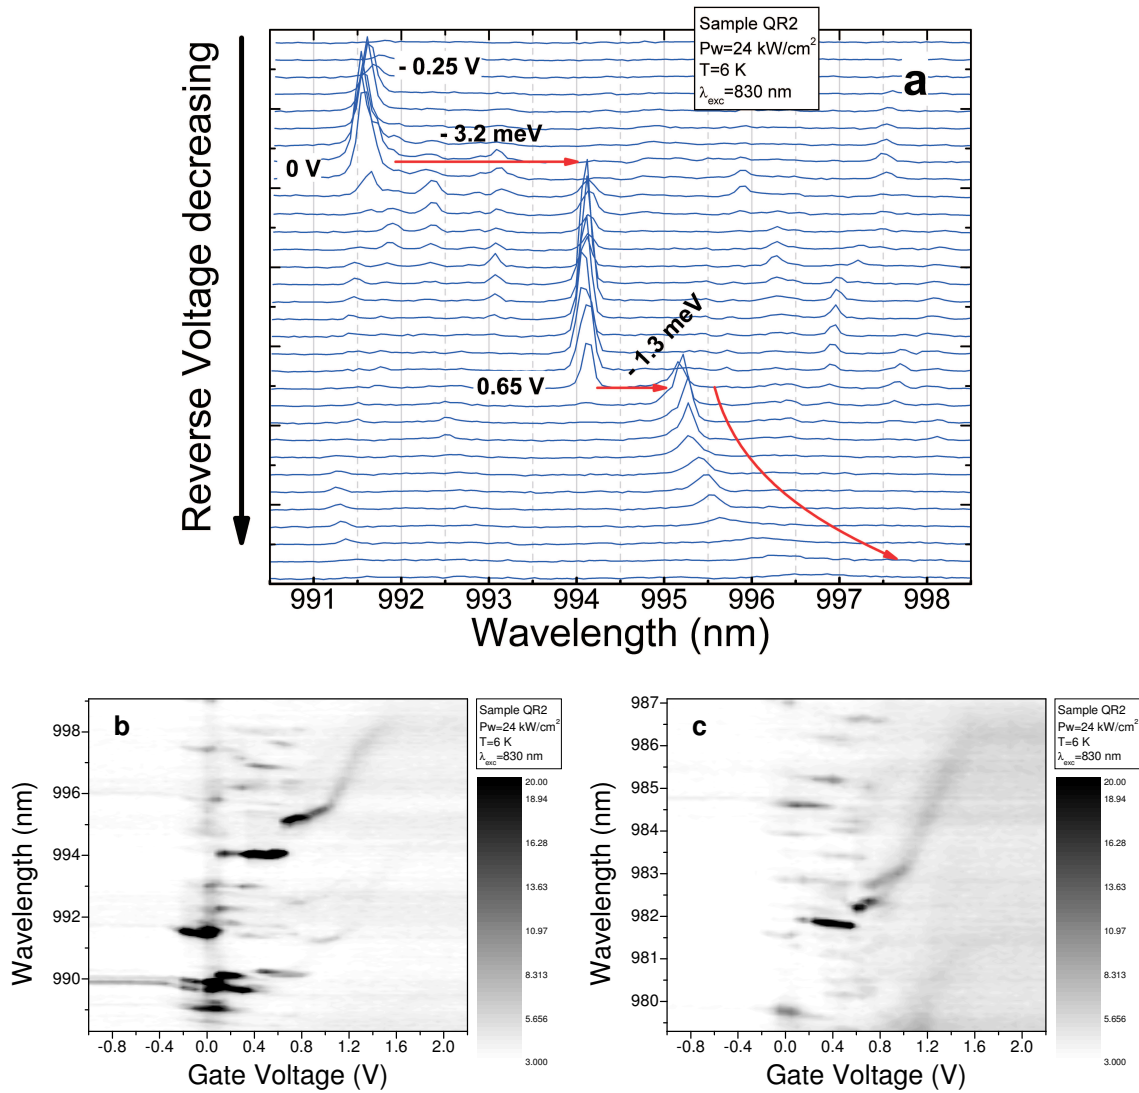 Sample QR2
Pw=24 kW/cm2
T=6 K
λexc=830 nm
a
Reverse Voltage decreasing
- 0.25 V
- 3.2 meV
0 V
- 1.3 meV
0.65 V
991 992 993 994 995 996 997 998
Wavelength (nm)
b
Sample QR2
Pw=24 kW/cm2
T=6 K
λexc=830 nm
998
996
994
992
990
Wavelength (nm)
20.00
18.94
16.28
13.63
10.97
8.313
5.656
3.000
-0.8 -0.4 0.0 0.4 0.8 1.2 1.6 2.0
Gate Voltage (V)
c
Sample QR2
Pw=24 kW/cm2
T=6 K
λexc=830 nm
987
986
985
984
983
982
981
980
Wavelength (nm)
20.00
18.94
16.28
13.63
10.97
8.313
5.656
3.000
-0.8 -0.4 0.0 0.4 0.8 1.2 1.6 2.0
Gate Voltage (V)